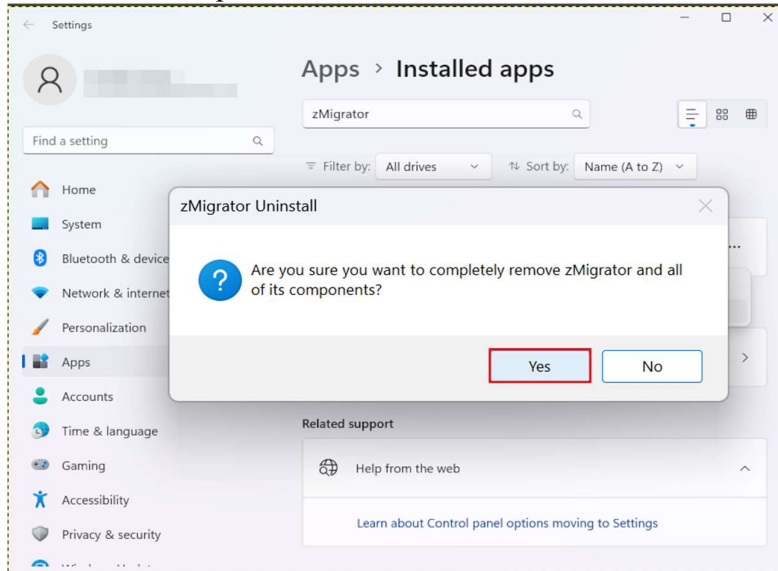 Settings
Apps > Installed apps
zMigrator
Find a setting
Filter by: All drives
Sort by: Name (A to Z)
Home
System
Bluetooth & device
Network & internet
Personalization
Apps
Accounts
Time & language
Gaming
Accessibility
Privacy & security
zMigrator Uninstall
Are you sure you want to completely remove zMigrator and all
of its components?
Yes
No
Related support
Help from the web
Learn about Control panel options moving to Settings